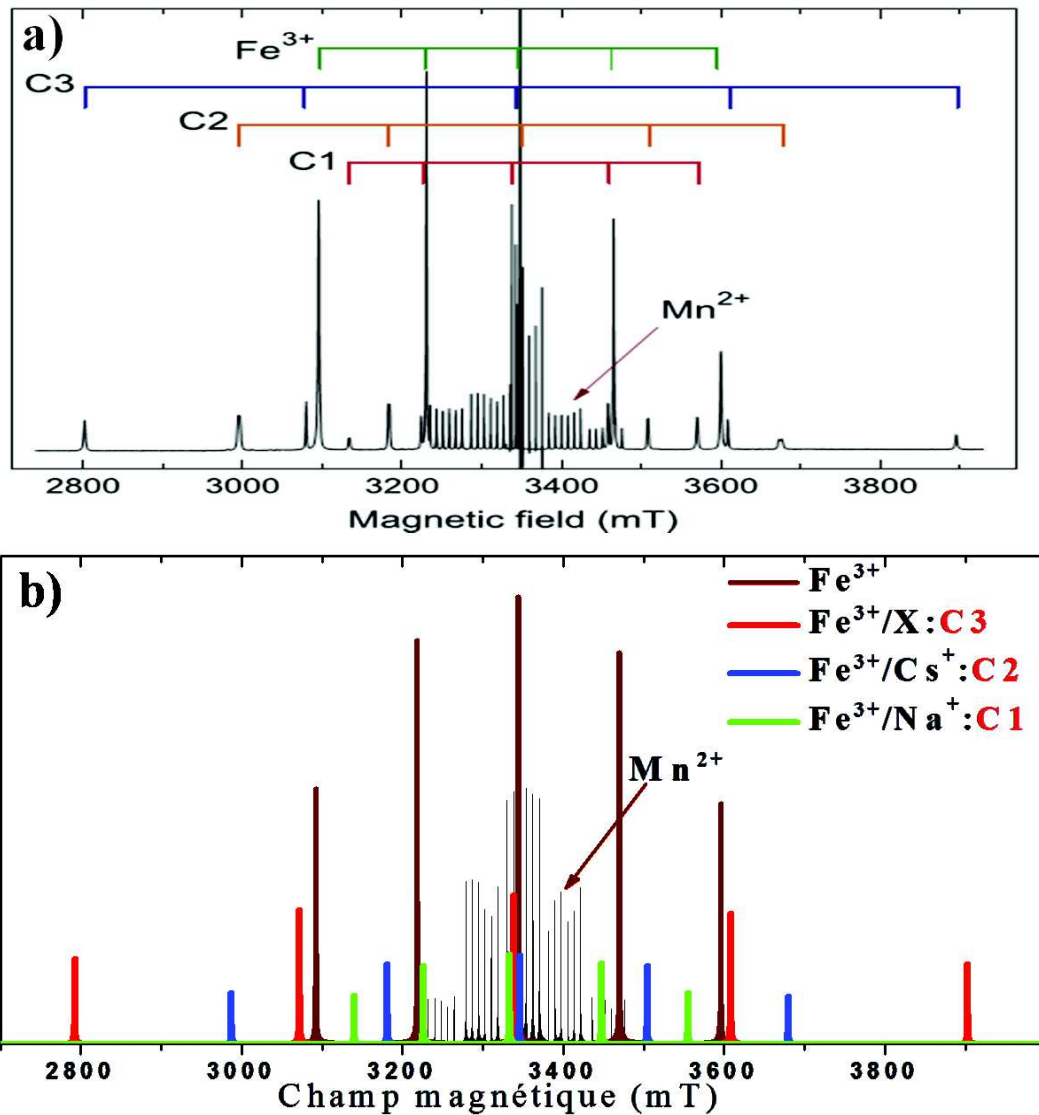 a)
Fe³⁺
C3
C2
C1
Mn²⁺
2800 3000 3200 3400 3600 3800
Magnetic field (mT)
b)
Fe³⁺
Fe³⁺/X:C3
Fe³⁺/Cs⁺:C2
Fe³⁺/Na⁺:C1
Mn²⁺
2800 3000 3200 3400 3600 3800
Champ magnétique (mT)